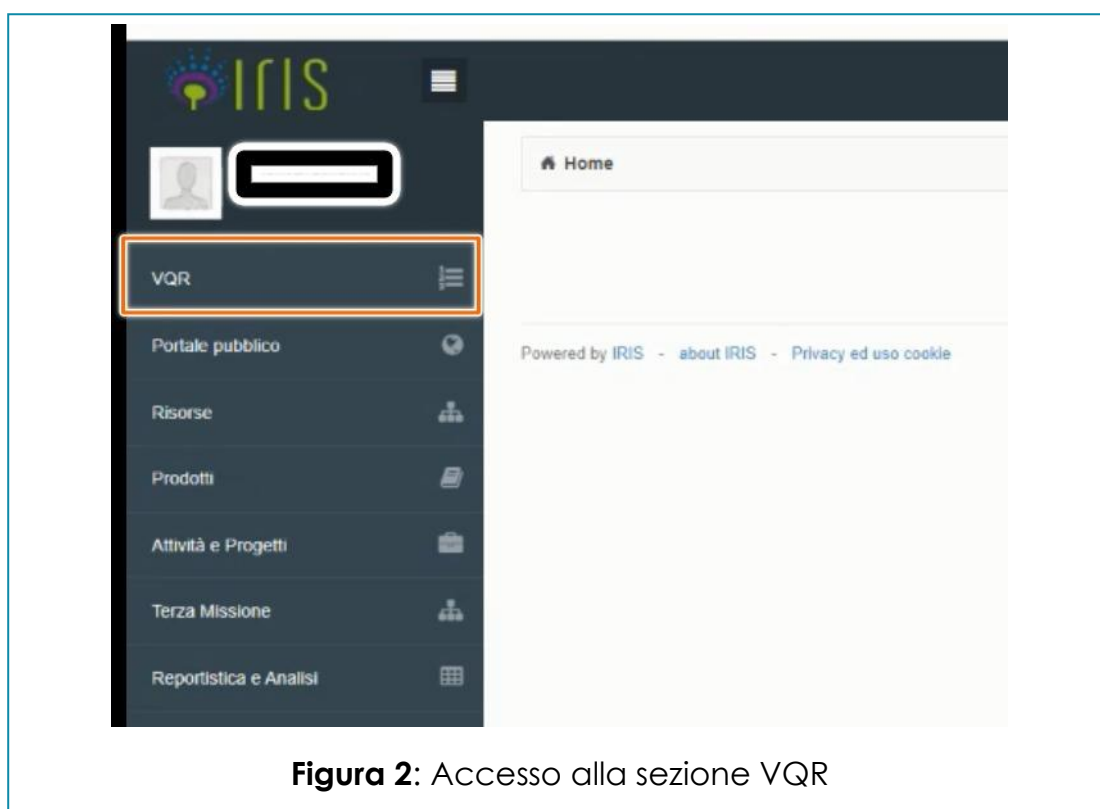 IRIS
Home
VQR
Portale pubblico
Powered by IRIS - about IRIS - Privacy ed uso cookie
Risorse
Prodotti
Attività e Progetti
Terza Missione
Reportistica e Analisi
Figura 2: Accesso alla sezione VQR